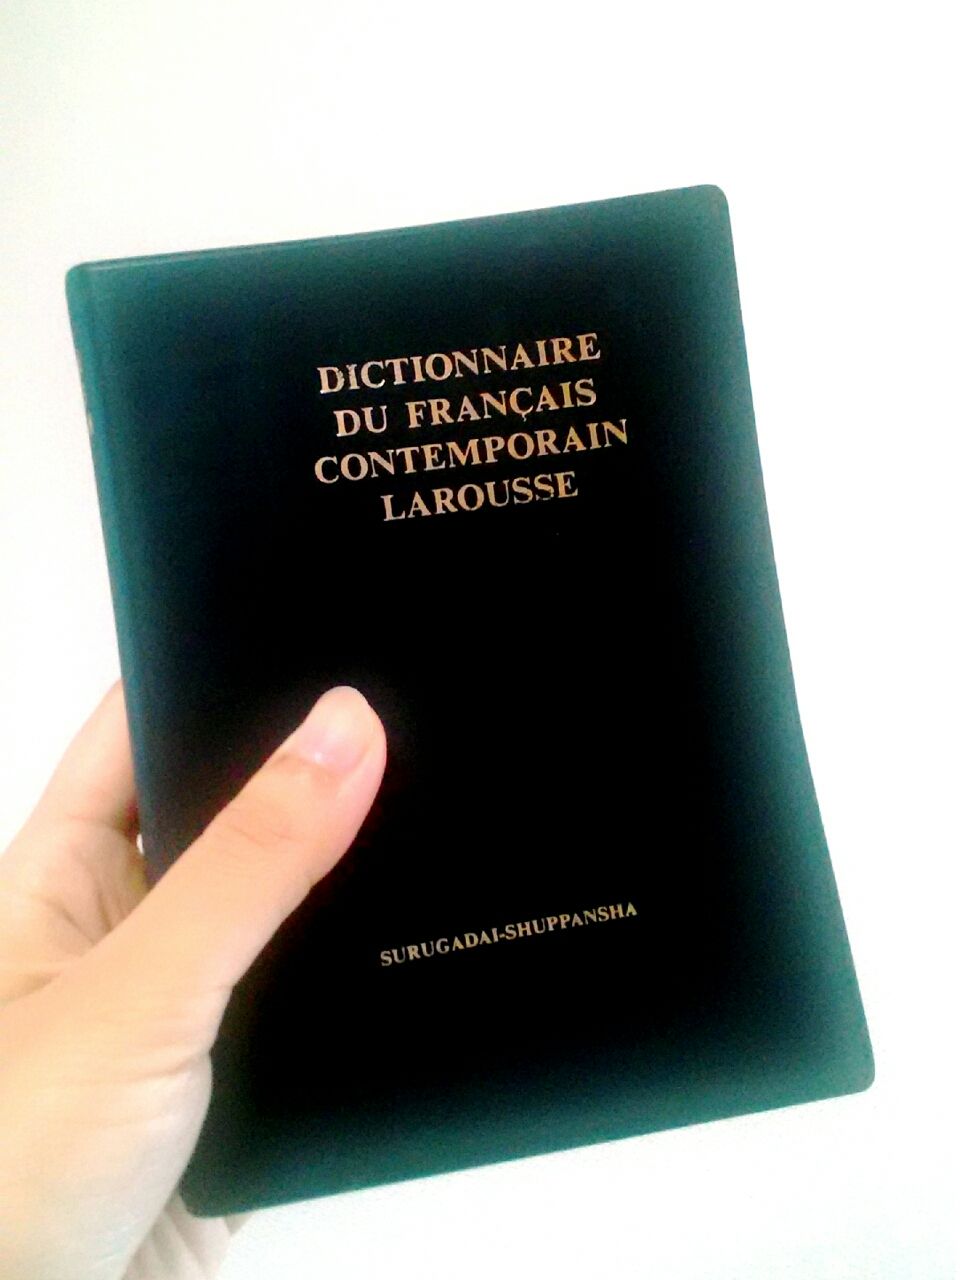 DICTIONNAIRE
DU FRANÇAIS
CONTEMPORAIN
LAROUSSE
SURUGADAI-SHUPPANSHA